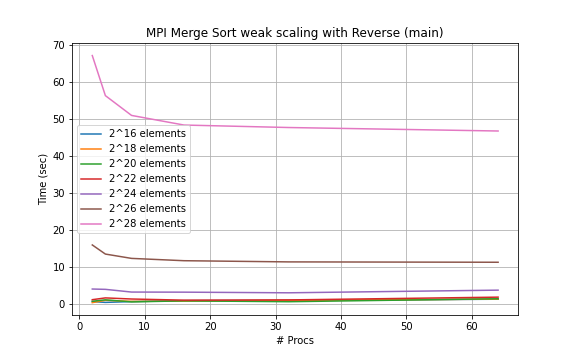 MPI Merge Sort weak scaling with Reverse (main)
70
60
50
40
30
20
10
0
Time (sec)
2^16 elements
2^18 elements
2^20 elements
2^22 elements
2^24 elements
2^26 elements
2^28 elements
0 10 20 30 40 50 60
# Procs